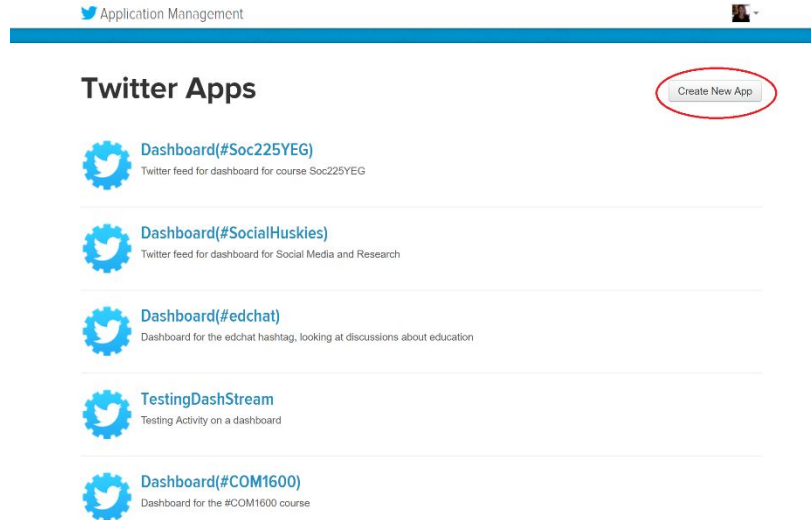 Application Management
Twitter Apps
Create New App
Dashboard(#Soc225YEG)
Twitter feed for dashboard for course Soc225YEG
Dashboard(#SocialHuskies)
Twitter feed for dashboard for Social Media and Research
Dashboard(#edchat)
Dashboard for the edchat hashtag, looking at discussions about education
TestingDashStream
Testing Activity on a dashboard
Dashboard(#COM1600)
Dashboard for the #COM1600 course